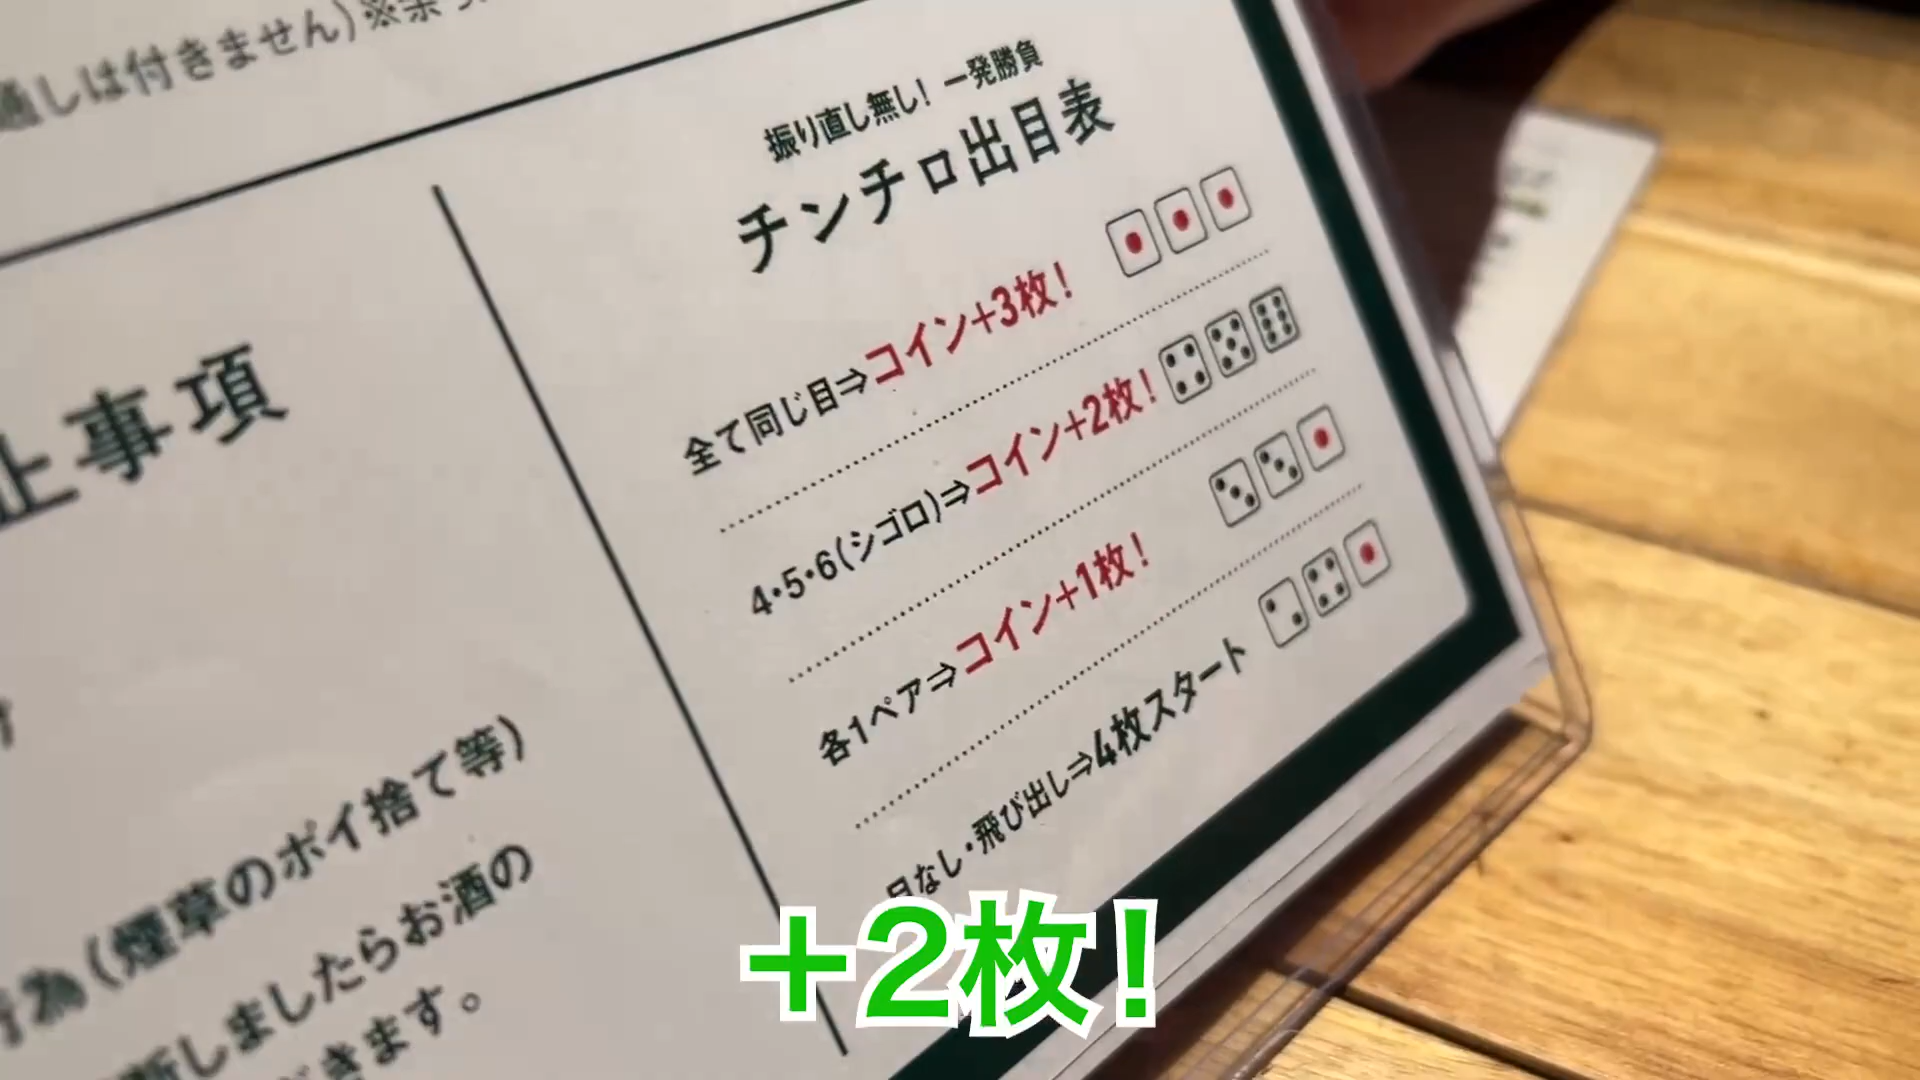 通しは付きません)※
止事項
行為(煙草のポイ捨て等)
断しましたらお酒の
きます。
振り直し無し!一発勝負
チンチロ出目表
全て同じ目⇒コイン+3枚!
4・5・6(シゴロ)⇒コイン+2枚!
各1ペア⇒コイン+1枚!
目なし・飛び出し⇒4枚スタート
+2枚!